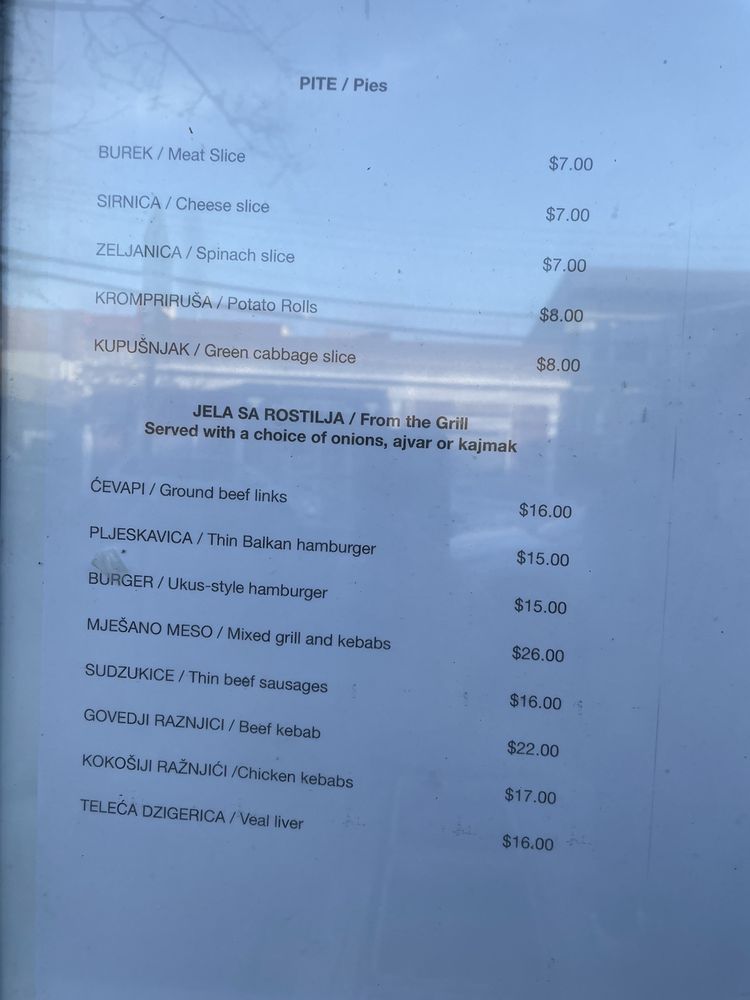 PITE / Pies
BUREK / Meat Slice $7.00
SIRNICA / Cheese slice $7.00
ZELJANICA / Spinach slice $7.00
KROMPRIRUŠA / Potato Rolls $8.00
KUPUŠNJAK / Green cabbage slice $8.00
JELA SA ROSTILJA / From the Grill
Served with a choice of onions, ajvar or kajmak
ĆEVAPI / Ground beef links $16.00
PLJESKAVICA / Thin Balkan hamburger $15.00
BURGER / Ukus-style hamburger $15.00
MJEŠANO MESO / Mixed grill and kebabs $26.00
SUDZUKICE / Thin beef sausages $16.00
GOVEDJI RAZNJICI / Beef kebab $22.00
KOKOŠIJI RAŽNJIĆI /Chicken kebabs $17.00
TELEĆA DZIGERICA / Veal liver $16.00